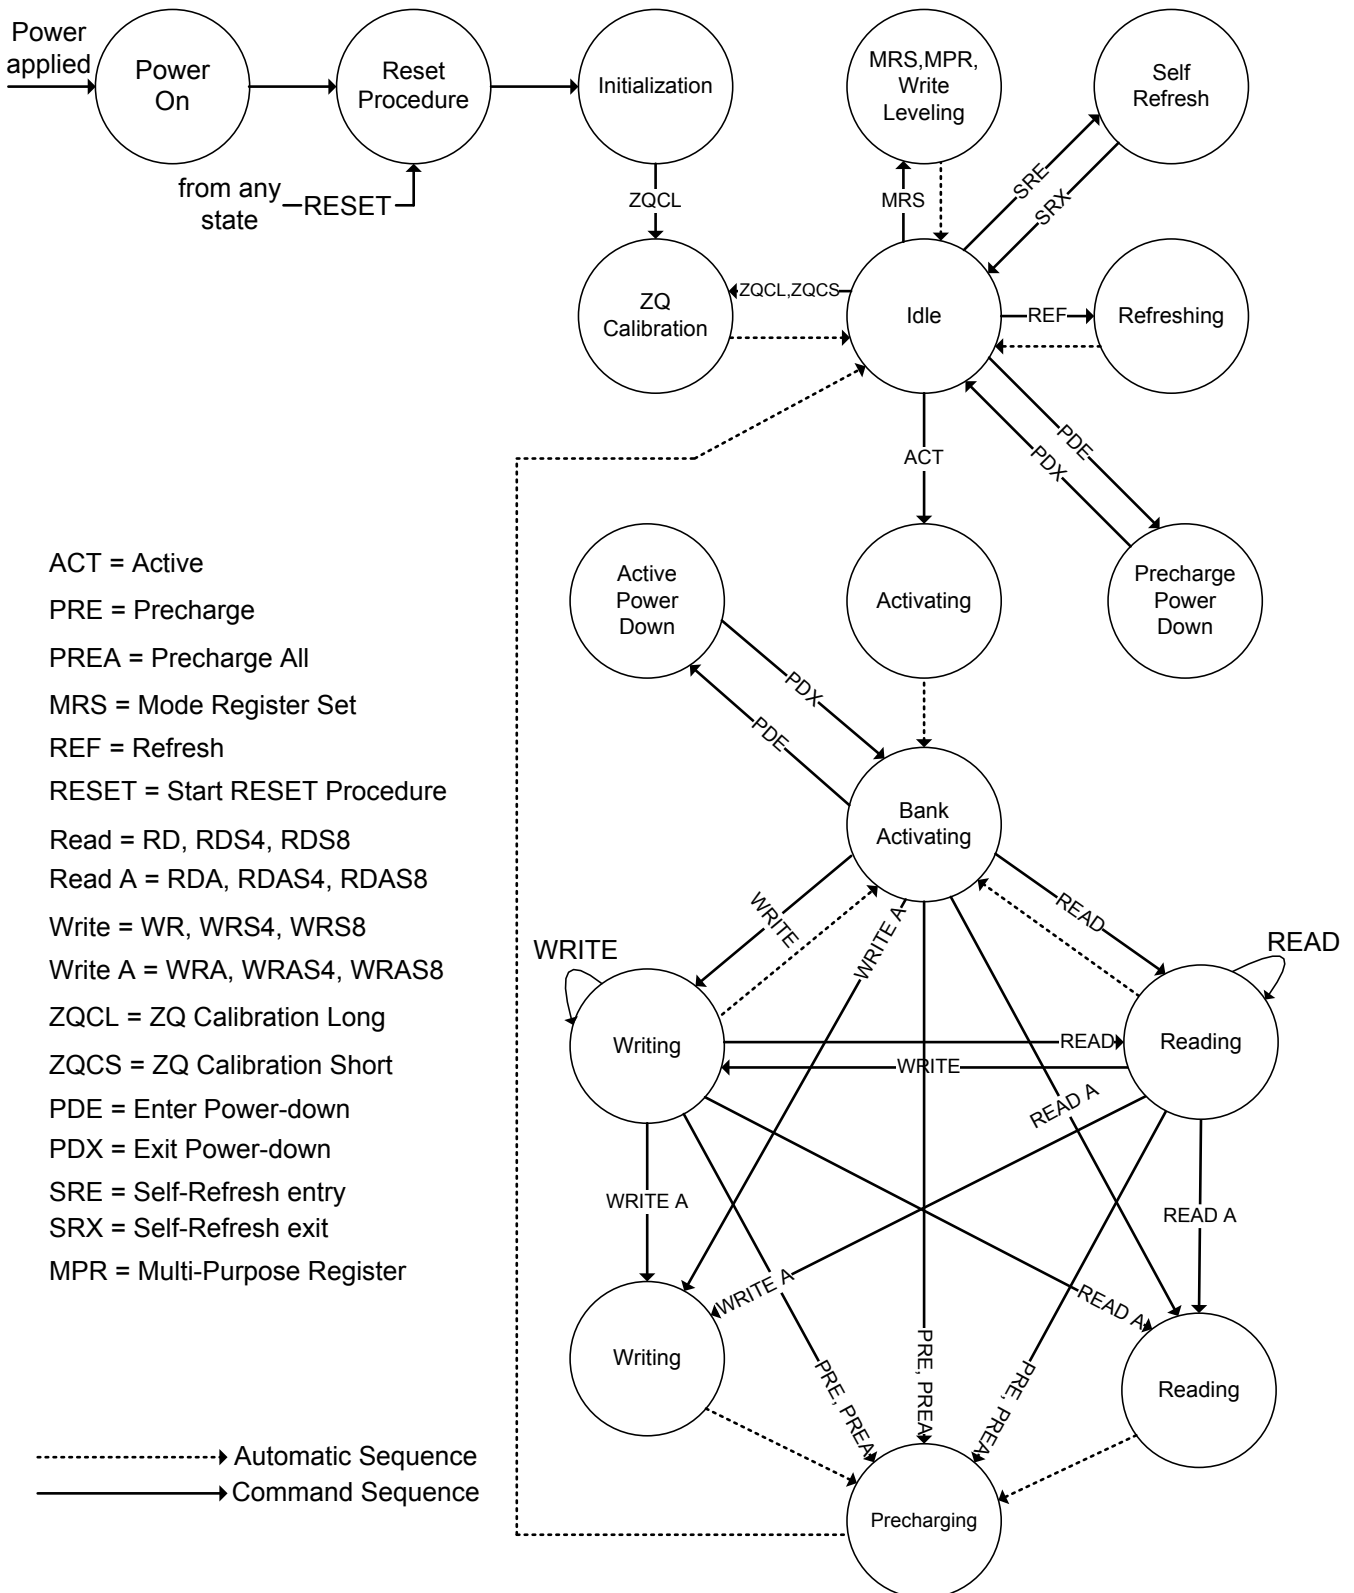 Power
applied
Power
On
Reset
Procedure
Initialization
MRS,MPR,
Write
Leveling
Self
Refresh
from any
state
RESET
ZQCL
MRS
SRE
SRX
ZQ
Calibration
ZQCL,ZQCS
Idle
REF
Refreshing
ACT
PDE
PDX
Active
Power
Down
Activating
Precharge
Power
Down
PDX
PDE
Bank
Activating
WRITE
WRITE A
READ
WRITE
READ
Writing
READ
WRITE
Reading
READ A
WRITE A
READ A
WRITE A
READ A
Writing
PRE, PREA
PRE, PREA
PRE, PREA
Reading
Precharging
ACT = Active
PRE = Precharge
PREA = Precharge All
MRS = Mode Register Set
REF = Refresh
RESET = Start RESET Procedure
Read = RD, RDS4, RDS8
Read A = RDA, RDAS4, RDAS8
Write = WR, WRS4, WRS8
Write A = WRA, WRAS4, WRAS8
ZQCL = ZQ Calibration Long
ZQCS = ZQ Calibration Short
PDE = Enter Power-down
PDX = Exit Power-down
SRE = Self-Refresh entry
SRX = Self-Refresh exit
MPR = Multi-Purpose Register
Automatic Sequence
Command Sequence